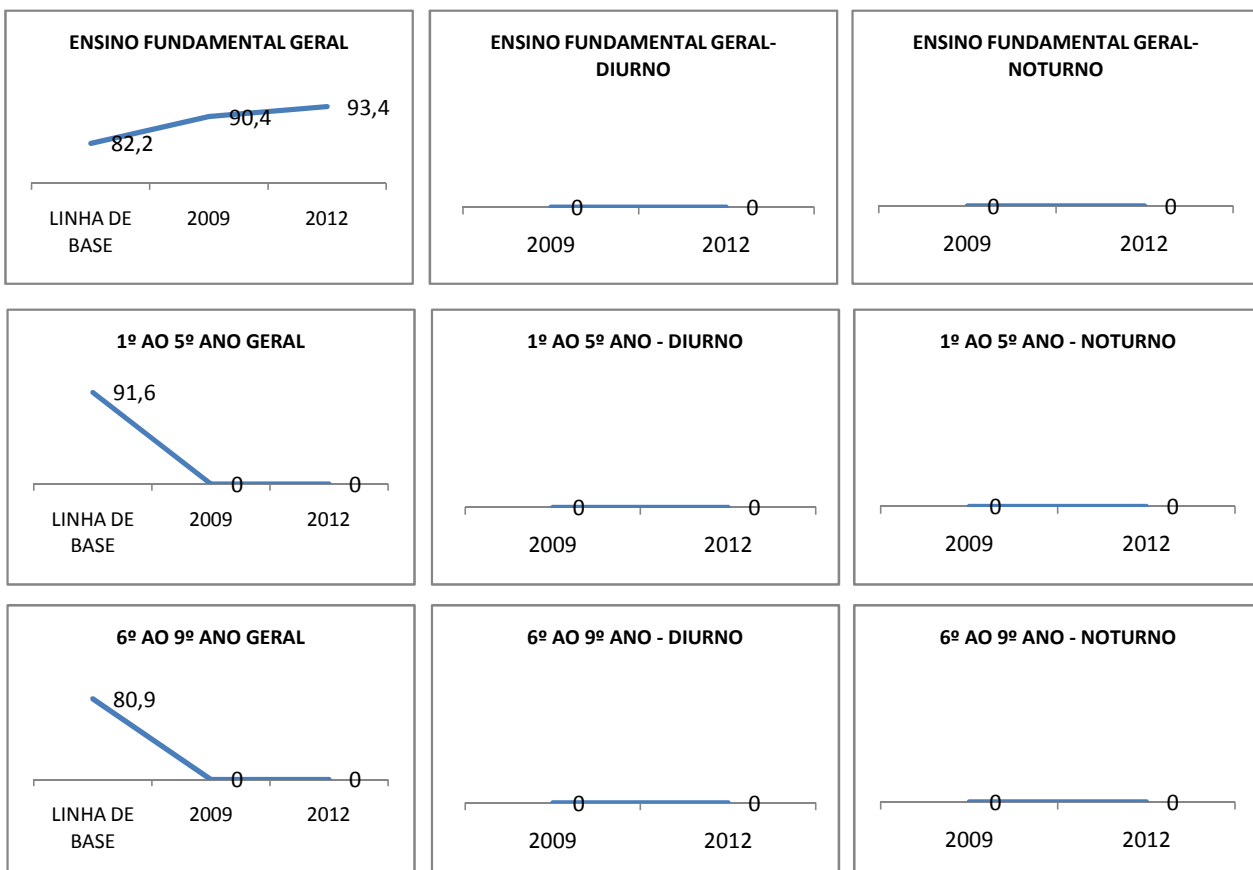 ENSINO FUNDAMENTAL GERAL
82,2
90,4
93,4
LINHA DE
BASE
2009
2012
ENSINO FUNDAMENTAL GERAL-
DIURNO
0
0
2009
2012
ENSINO FUNDAMENTAL GERAL-
NOTURNO
0
0
2009
2012
1º AO 5º ANO GERAL
91,6
0
0
LINHA DE
BASE
2009
2012
1º AO 5º ANO - DIURNO
0
0
2009
2012
1º AO 5º ANO - NOTURNO
0
0
2009
2012
6º AO 9º ANO GERAL
80,9
0
0
LINHA DE
BASE
2009
2012
6º AO 9º ANO - DIURNO
0
0
2009
2012
6º AO 9º ANO - NOTURNO
0
0
2009
2012